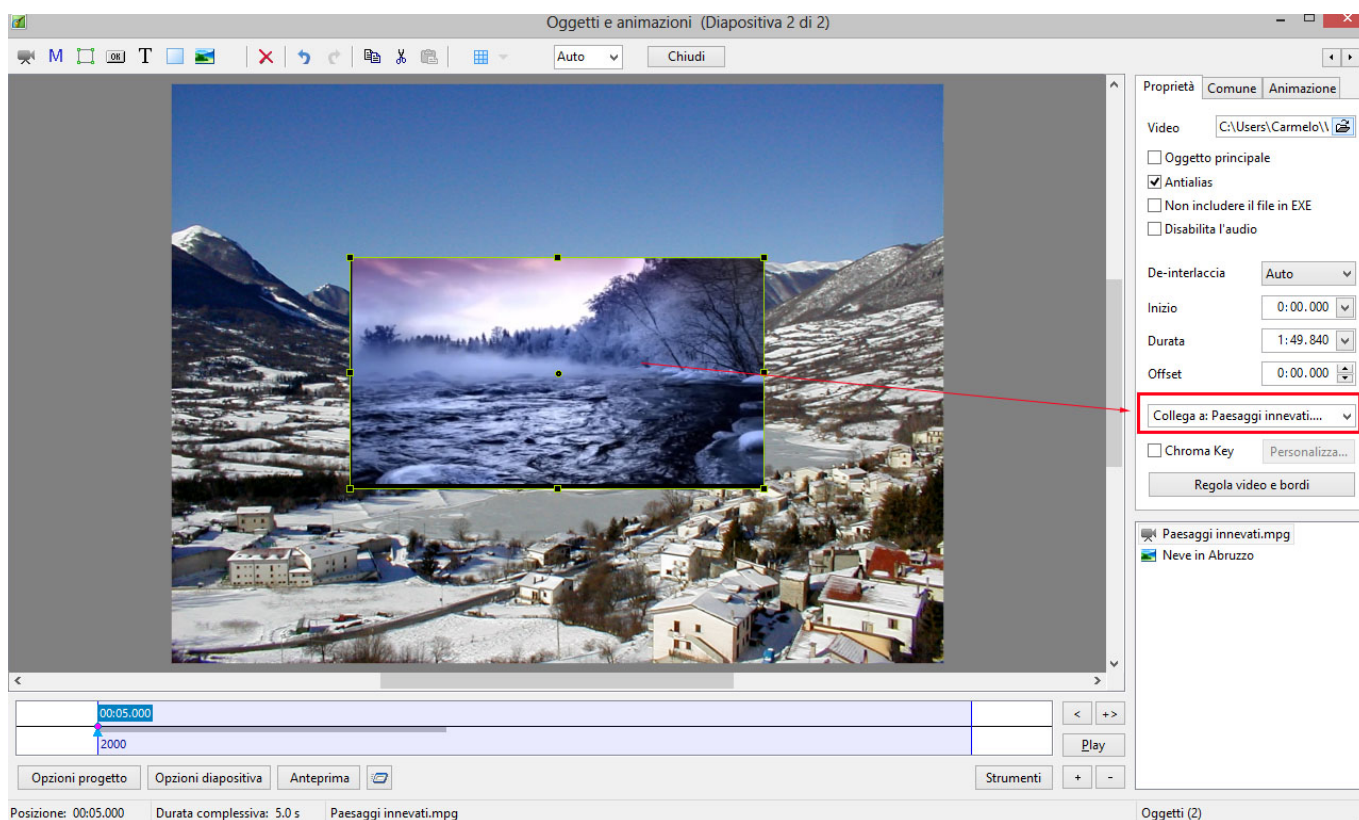 Oggetti e animazioni (Diapositiva 2 di 2)
M OK T Auto Chiudi
Proprietà Comune Animazione
Video C:\Users\Carmelo\\
Oggetto principale
Antialias
Non includere il file in EXE
Disabilita l'audio
De-interlaccia Auto
Inizio 0:00.000
Durata 1:49.840
Offset 0:00.000
Collega a: Paesaggi innevati....
Chroma Key Personalizza...
Regola video e bordi
Paesaggi innevati.mpg
Neve in Abruzzo
00:05.000
2000
< +>
Play
Opzioni progetto Opzioni diapositiva Anteprima Strumenti + -
Posizione: 00:05.000 Durata complessiva: 5.0 s Paesaggi innevati.mpg Oggetti (2)